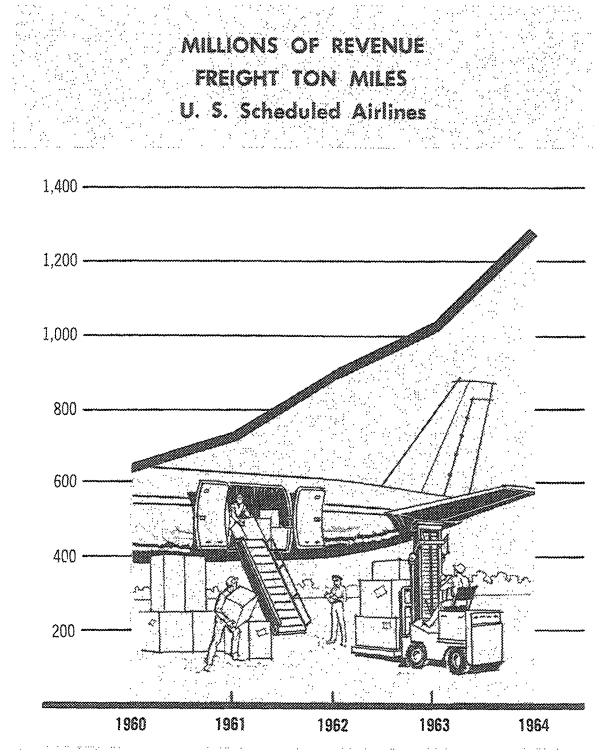 MILLIONS OF REVENUE
FREIGHT TON MILES
U. S. Scheduled Airlines
1,400
1,200
1,000
800
600
400
200
1960 1961 1962 1963 1964